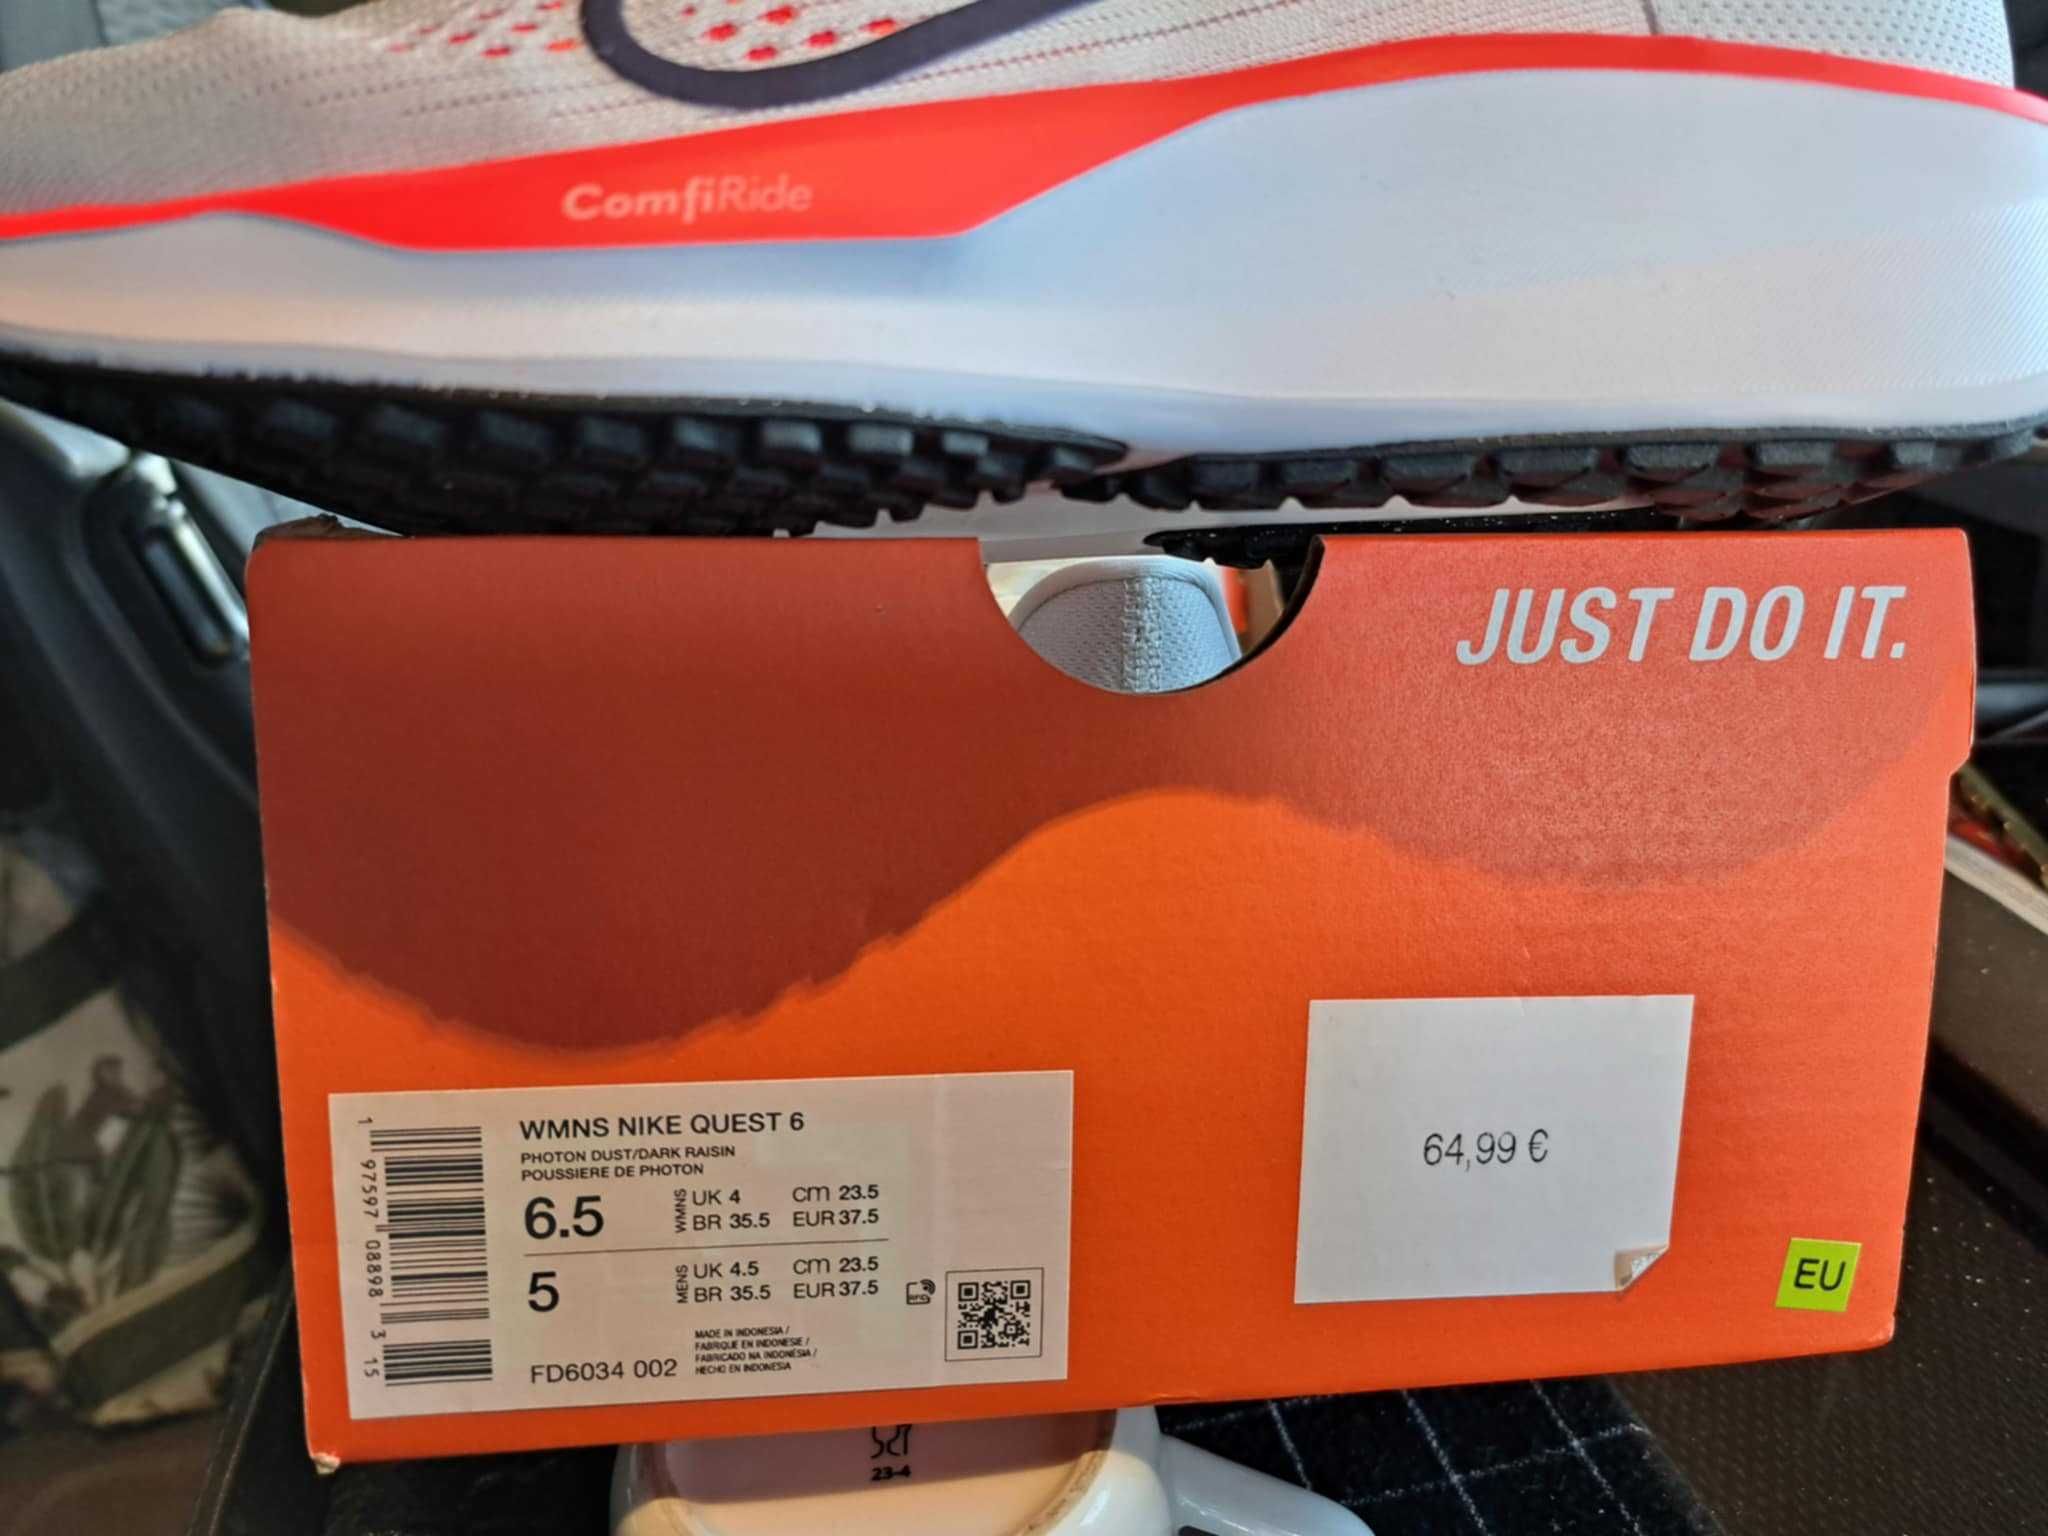 ComfiRide
JUST DO IT.
WMNS NIKE QUEST 6
PHOTON DUST/DARK RAISIN
POUSSIERE DE PHOTON
6.5
WMNS
UK 4 cm 23.5
BR 35.5 EUR 37.5
5
MENS
UK 4.5 cm 23.5
BR 35.5 EUR 37.5
MADE IN INDONESIA /
FABRIQUE EN INDONESIE /
FABRICADO NA INDONÉSIA /
HECHO EN INDONESIA
FD6034 002
1 97597 08898 3 15
RFID
64,99 €
EU
23-4